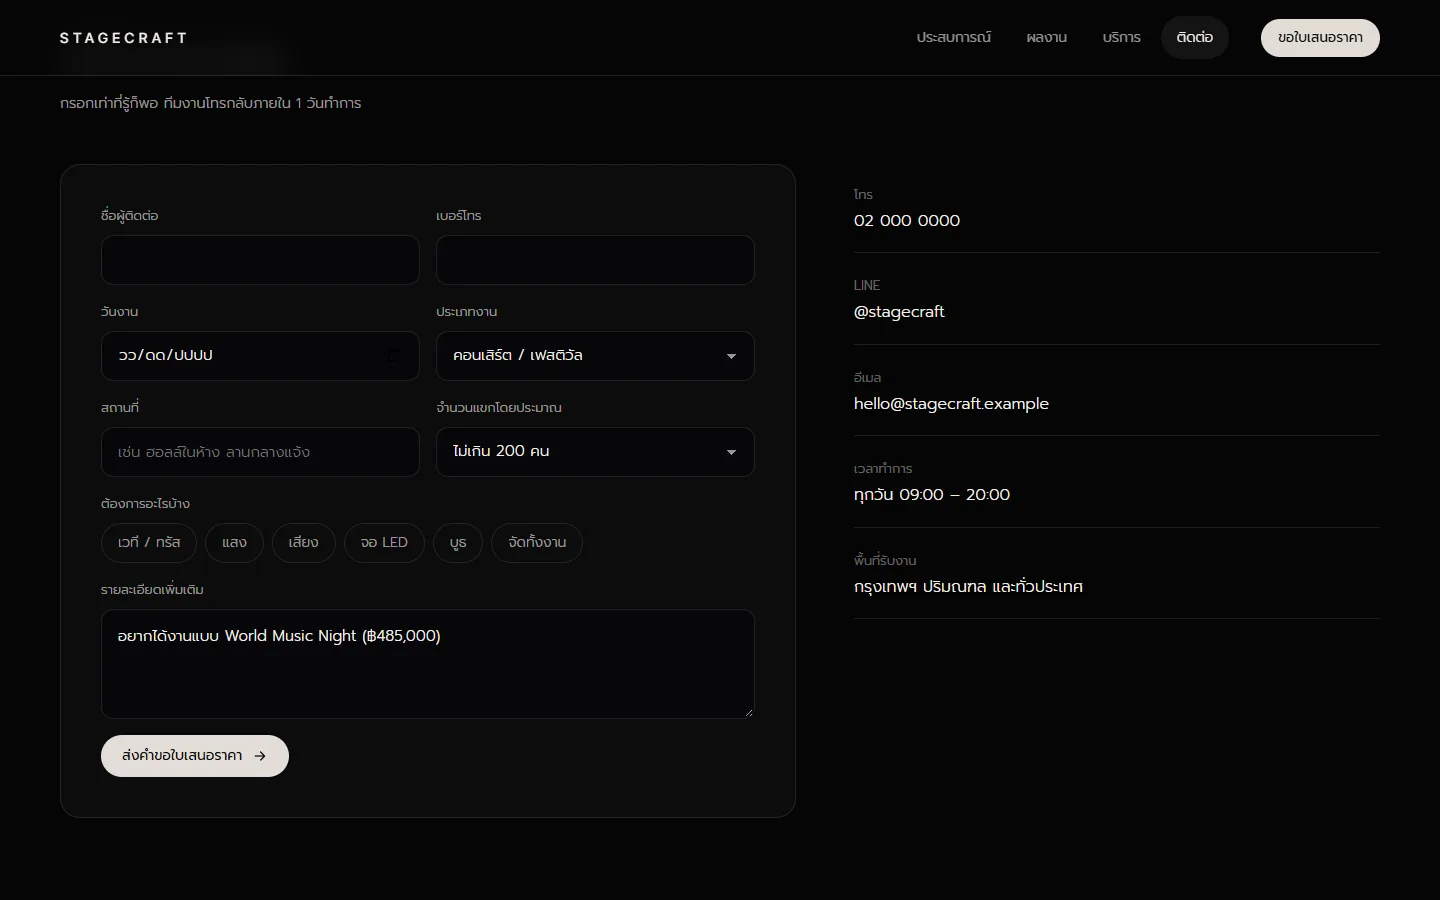 STAGECRAFT
ประสบการณ์ ผลงาน บริการ ติดต่อ ขอใบเสนอราคา
กรอกเท่าที่รู้ก็พอ ทีมงานโทรกลับภายใน 1 วันทำการ
ชื่อผู้ติดต่อ
เบอร์โทร
วันงาน
ประเภทงาน
วว/ดด/ปปปป
คอนเสิร์ต / เฟสติวัล
สถานที่
จำนวนแขกโดยประมาณ
เช่น ฮอลล์ในห้าง ลานกลางแจ้ง
ไม่เกิน 200 คน
ต้องการอะไรบ้าง
เวที / ทรัส แสง เสียง จอ LED บูธ จัดทั้งงาน
รายละเอียดเพิ่มเติม
อยากได้งานแบบ World Music Night (฿485,000)
ส่งคำขอใบเสนอราคา →
โทร
02 000 0000
LINE
@stagecraft
อีเมล
hello@stagecraft.example
เวลาทำการ
ทุกวัน 09:00 – 20:00
พื้นที่รับงาน
กรุงเทพฯ ปริมณฑล และทั่วประเทศ